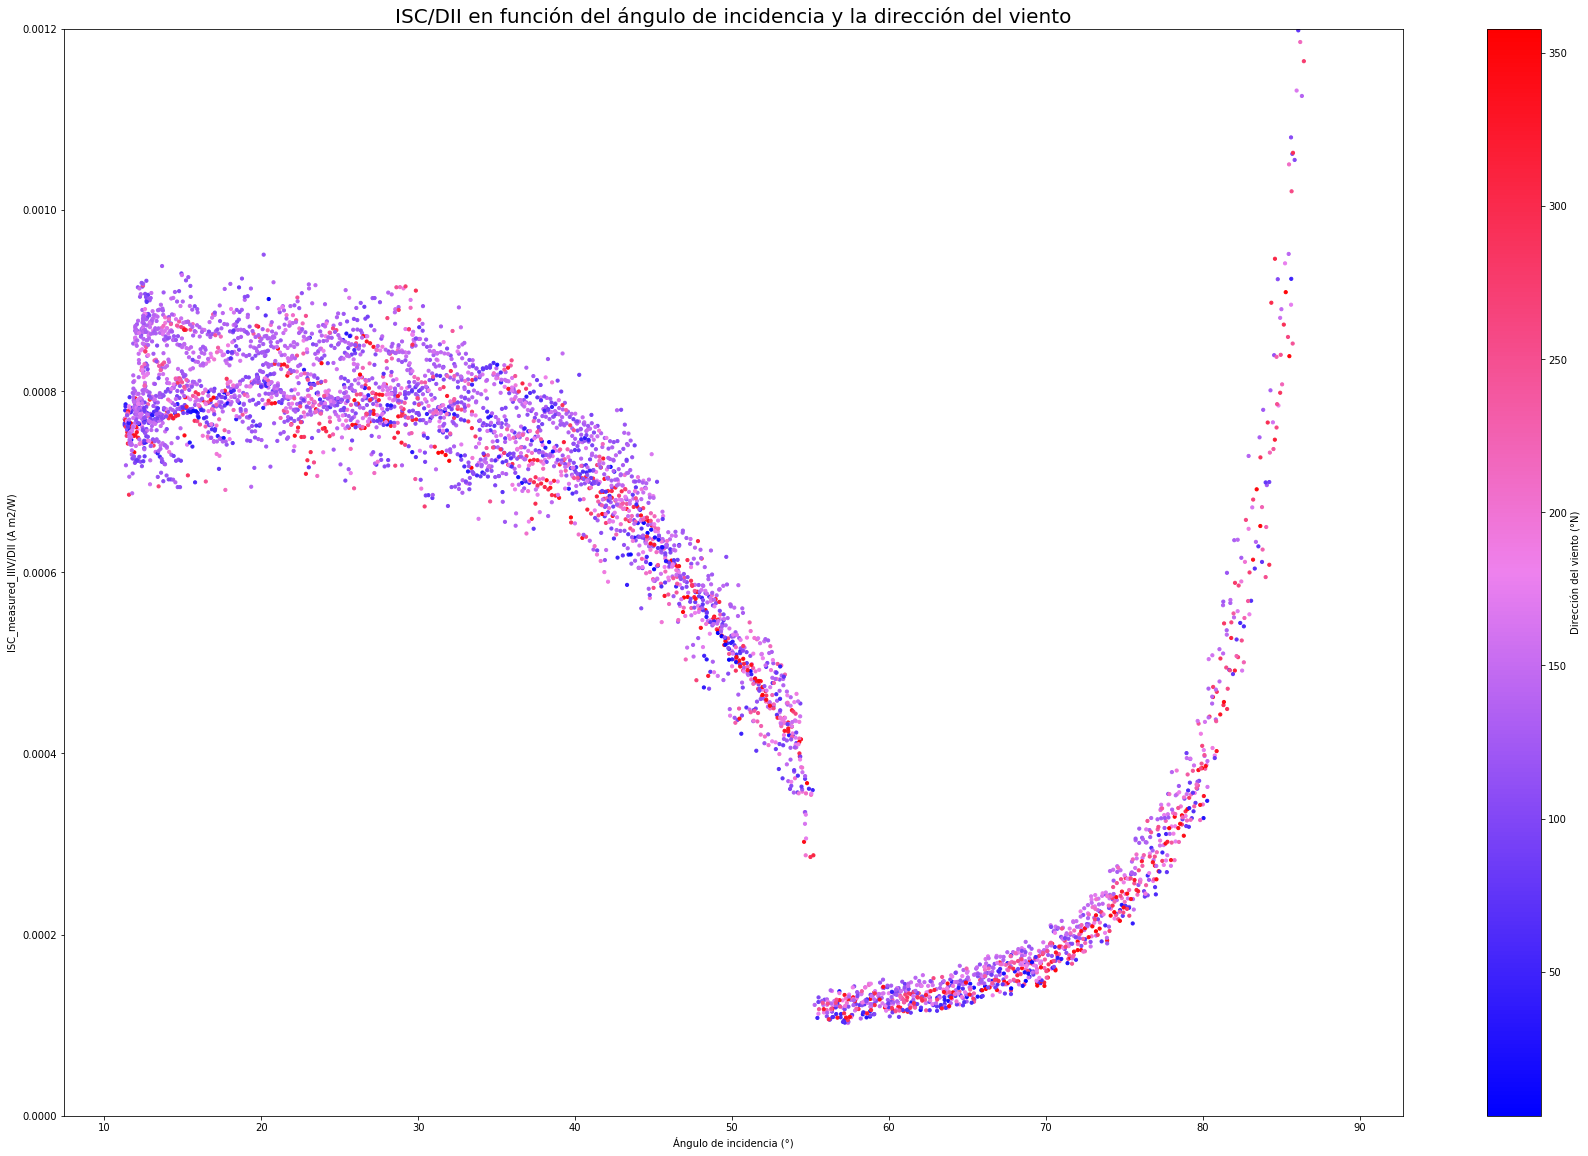 ISC/DII en función del ángulo de incidencia y la dirección del viento
0.0012
0.0010
0.0008
0.0006
0.0004
0.0002
0.0000
ISC_measured_IIIV/DII (A m2/W)
10 20 30 40 50 60 70 80 90
Ángulo de incidencia (°)
350
300
250
200
150
100
50
Dirección del viento (°N)